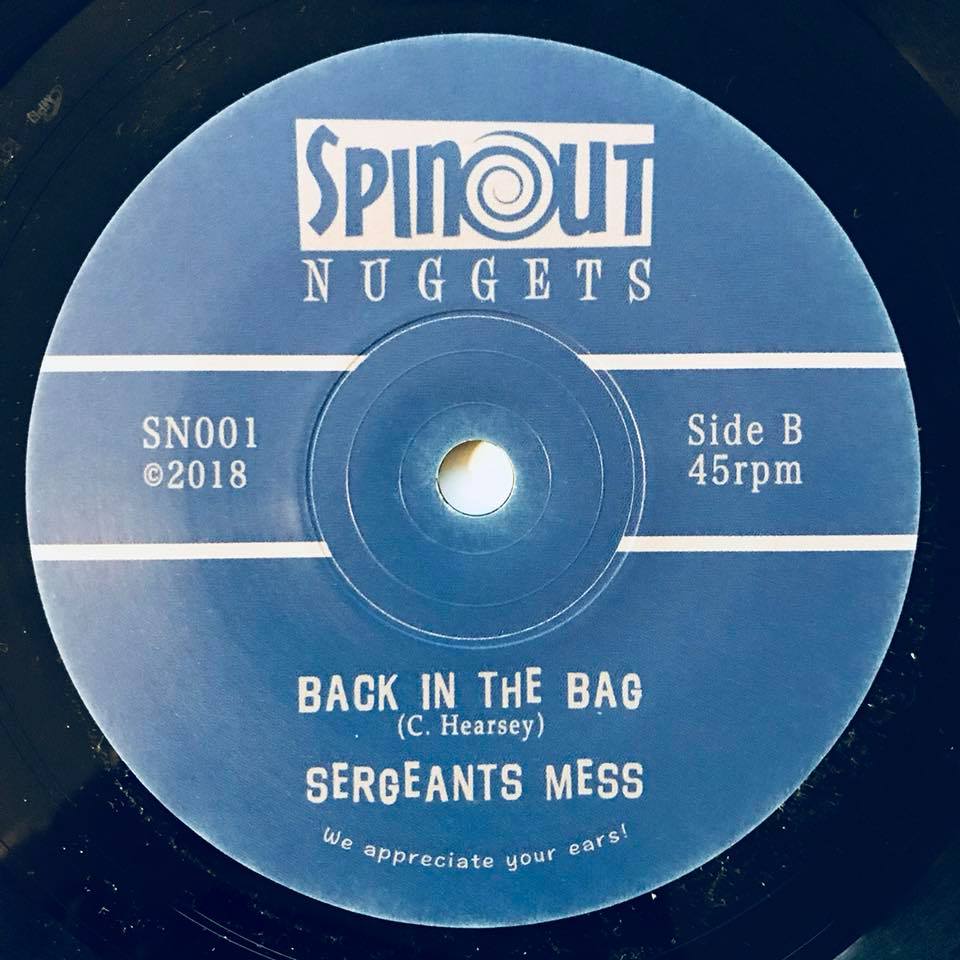 SPINOUT
NUGGETS
SN001
©2018
Side B
45rpm
BACK IN THE BAG
(C. Hearsey)
SERGEANTS MESS
We appreciate your ears!